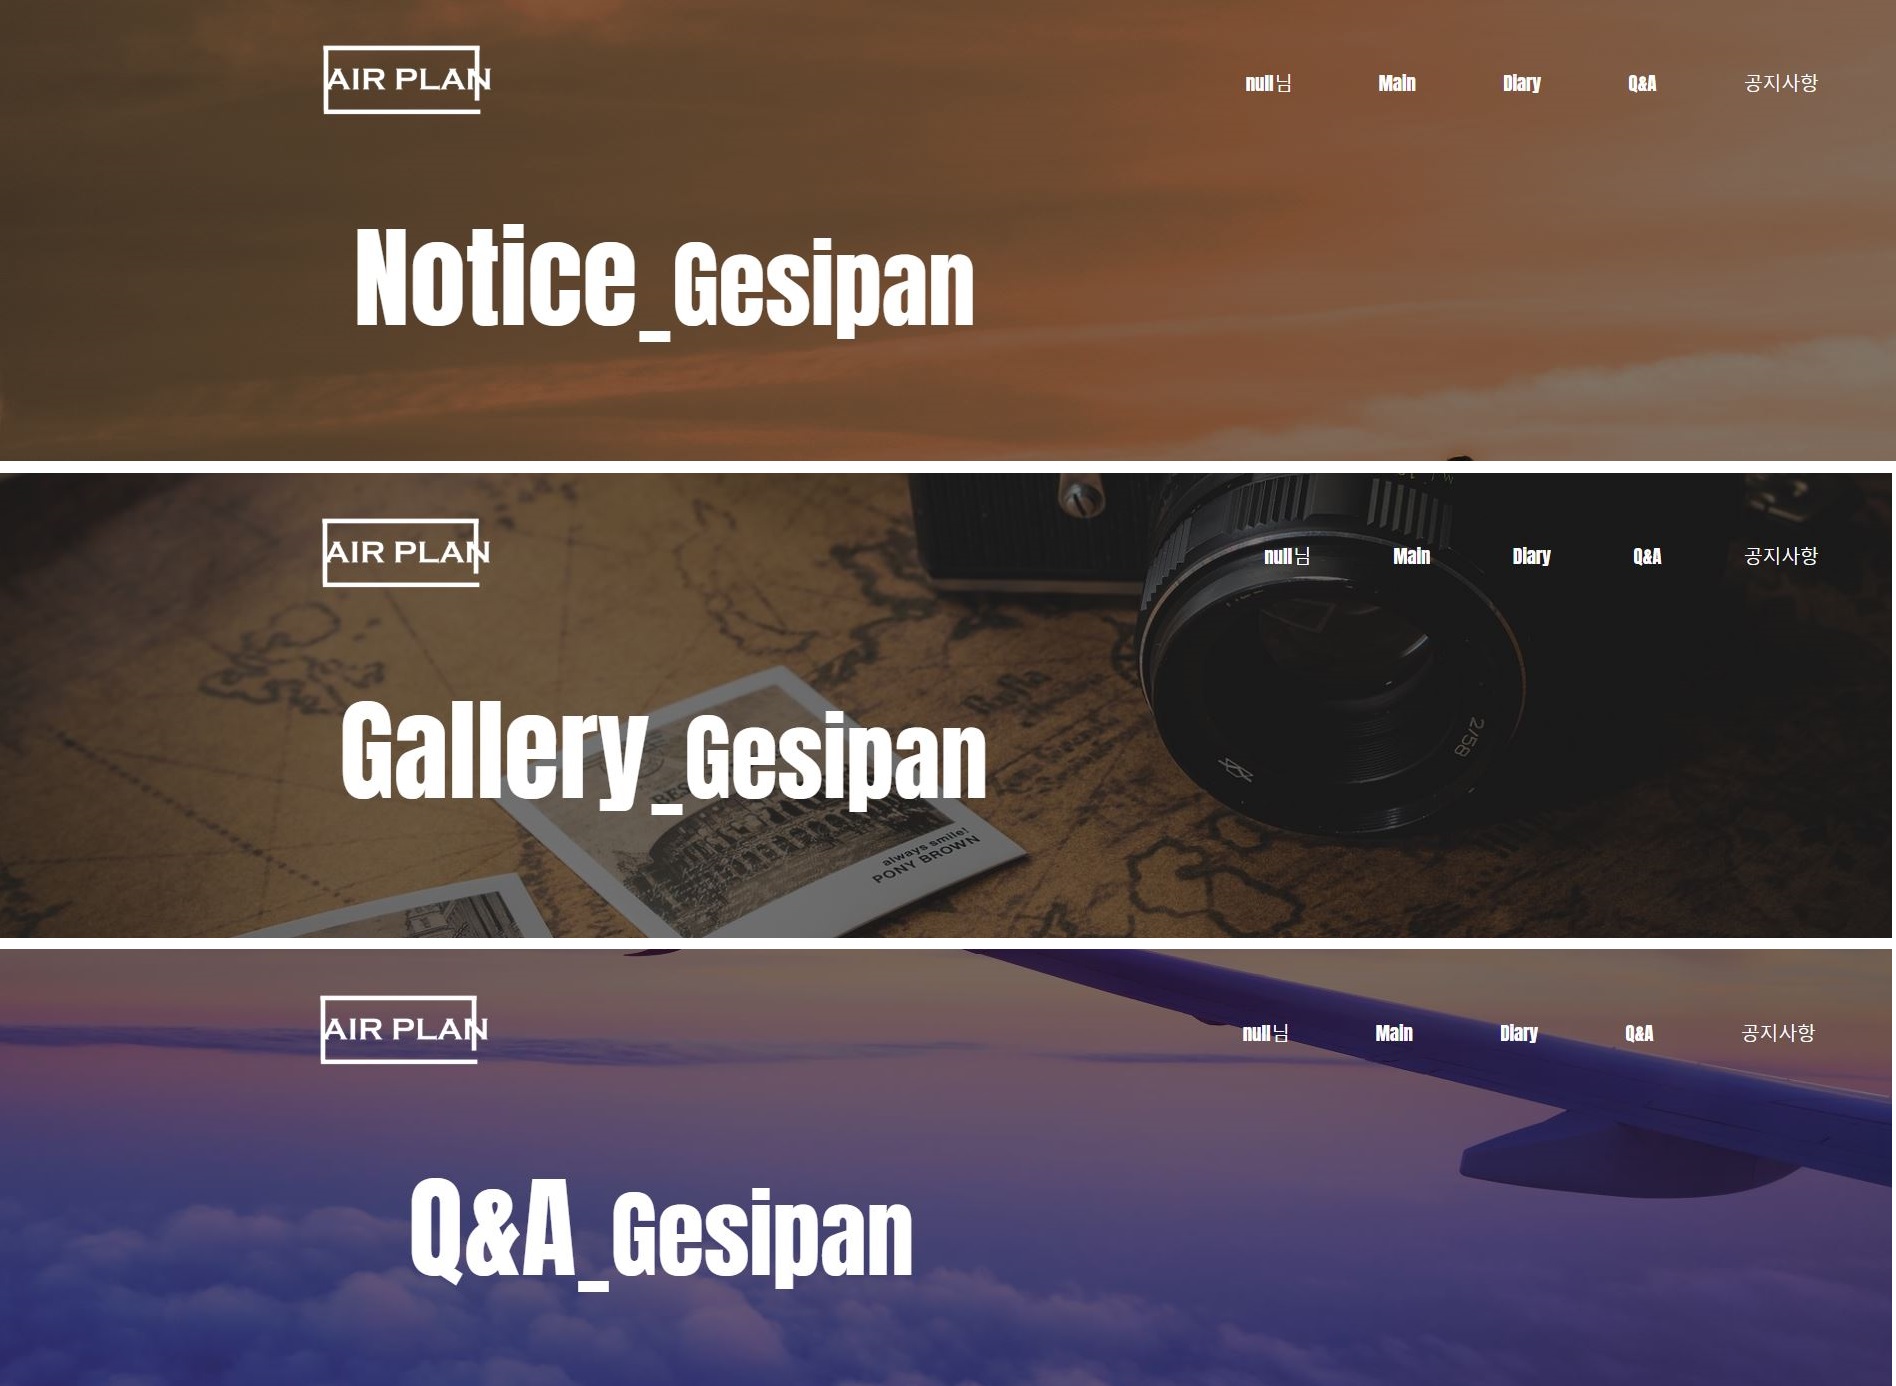 AIR PLAN
null님 Main Diary Q&A 공지사항
Notice_Gesipan
AIR PLAN
null님 Main Diary Q&A 공지사항
Gallery_Gesipan
2/58
always smile!
PONY BROWN
AIR PLAN
null님 Main Diary Q&A 공지사항
Q&A_Gesipan